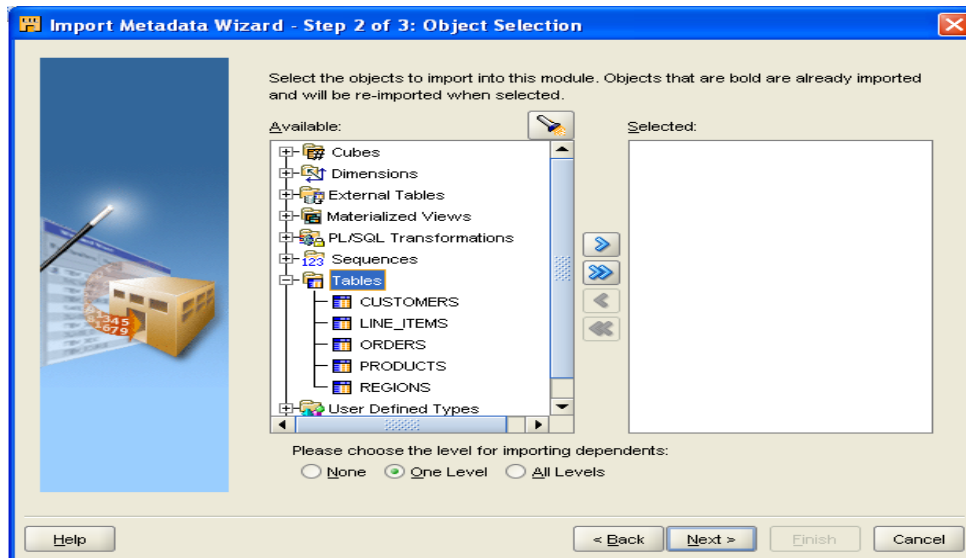 Import Metadata Wizard - Step 2 of 3: Object Selection
Select the objects to import into this module. Objects that are bold are already imported
and will be re-imported when selected.
Available:
Selected:
Cubes
Dimensions
External Tables
Materialized Views
PL/SQL Transformations
123 Sequences
Tables
CUSTOMERS
LINE_ITEMS
ORDERS
PRODUCTS
REGIONS
User Defined Types
Please choose the level for importing dependents:
None One Level All Levels
Help < Back Next > Finish Cancel